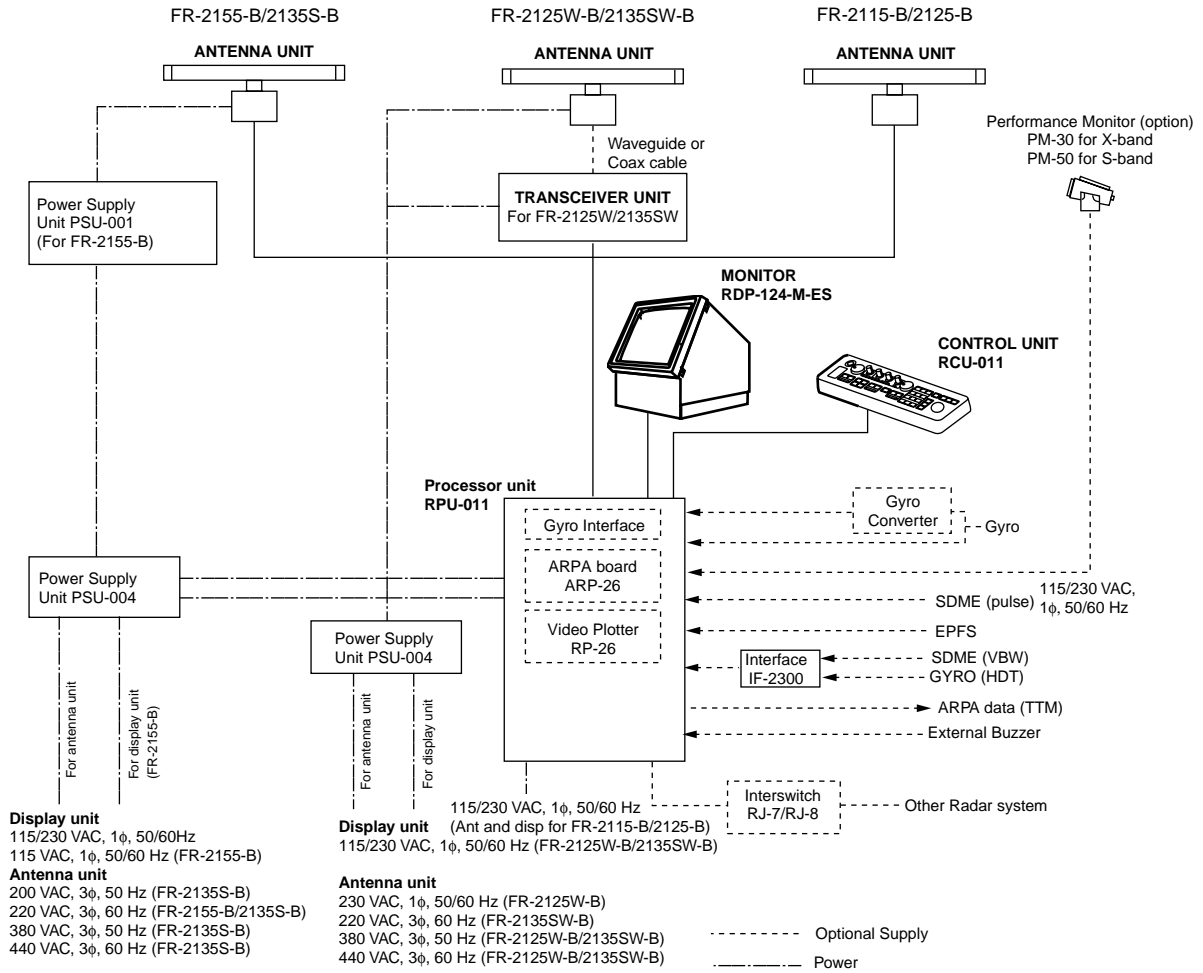 FR-2155-B/2135S-B
FR-2125W-B/2135SW-B
FR-2115-B/2125-B
ANTENNA UNIT
ANTENNA UNIT
ANTENNA UNIT
Performance Monitor (option)
PM-30 for X-band
PM-50 for S-band
Waveguide or
Coax cable
Power Supply
Unit PSU-001
(For FR-2155-B)
TRANSCEIVER UNIT
For FR-2125W/2135SW
MONITOR
RDP-124-M-ES
CONTROL UNIT
RCU-011
Processor unit
RPU-011
Gyro Interface
ARPA board
ARP-26
Video Plotter
RP-26
Gyro
Converter
Gyro
115/230 VAC,
1ϕ, 50/60 Hz
SDME (pulse)
EPFS
Interface
IF-2300
SDME (VBW)
GYRO (HDT)
ARPA data (TTM)
External Buzzer
Interswitch
RJ-7/RJ-8
Other Radar system
Power Supply
Unit PSU-004
Power Supply
Unit PSU-004
For antenna unit
For display unit
(FR-2155-B)
For antenna unit
For display unit
115/230 VAC, 1ϕ, 50/60 Hz
(Ant and disp for FR-2115-B/2125-B)
Display unit
115/230 VAC, 1ϕ, 50/60Hz
115 VAC, 1ϕ, 50/60 Hz (FR-2155-B)
Antenna unit
200 VAC, 3ϕ, 50 Hz (FR-2135S-B)
220 VAC, 3ϕ, 60 Hz (FR-2155-B/2135S-B)
380 VAC, 3ϕ, 50 Hz (FR-2135S-B)
440 VAC, 3ϕ, 60 Hz (FR-2135S-B)
Display unit
115/230 VAC, 1ϕ, 50/60 Hz (FR-2125W-B/2135SW-B)
Antenna unit
230 VAC, 1ϕ, 50/60 Hz (FR-2125W-B)
220 VAC, 3ϕ, 60 Hz (FR-2135SW-B)
380 VAC, 3ϕ, 50 Hz (FR-2125W-B/2135SW-B)
440 VAC, 3ϕ, 60 Hz (FR-2125W-B/2135SW-B)
Optional Supply
Power